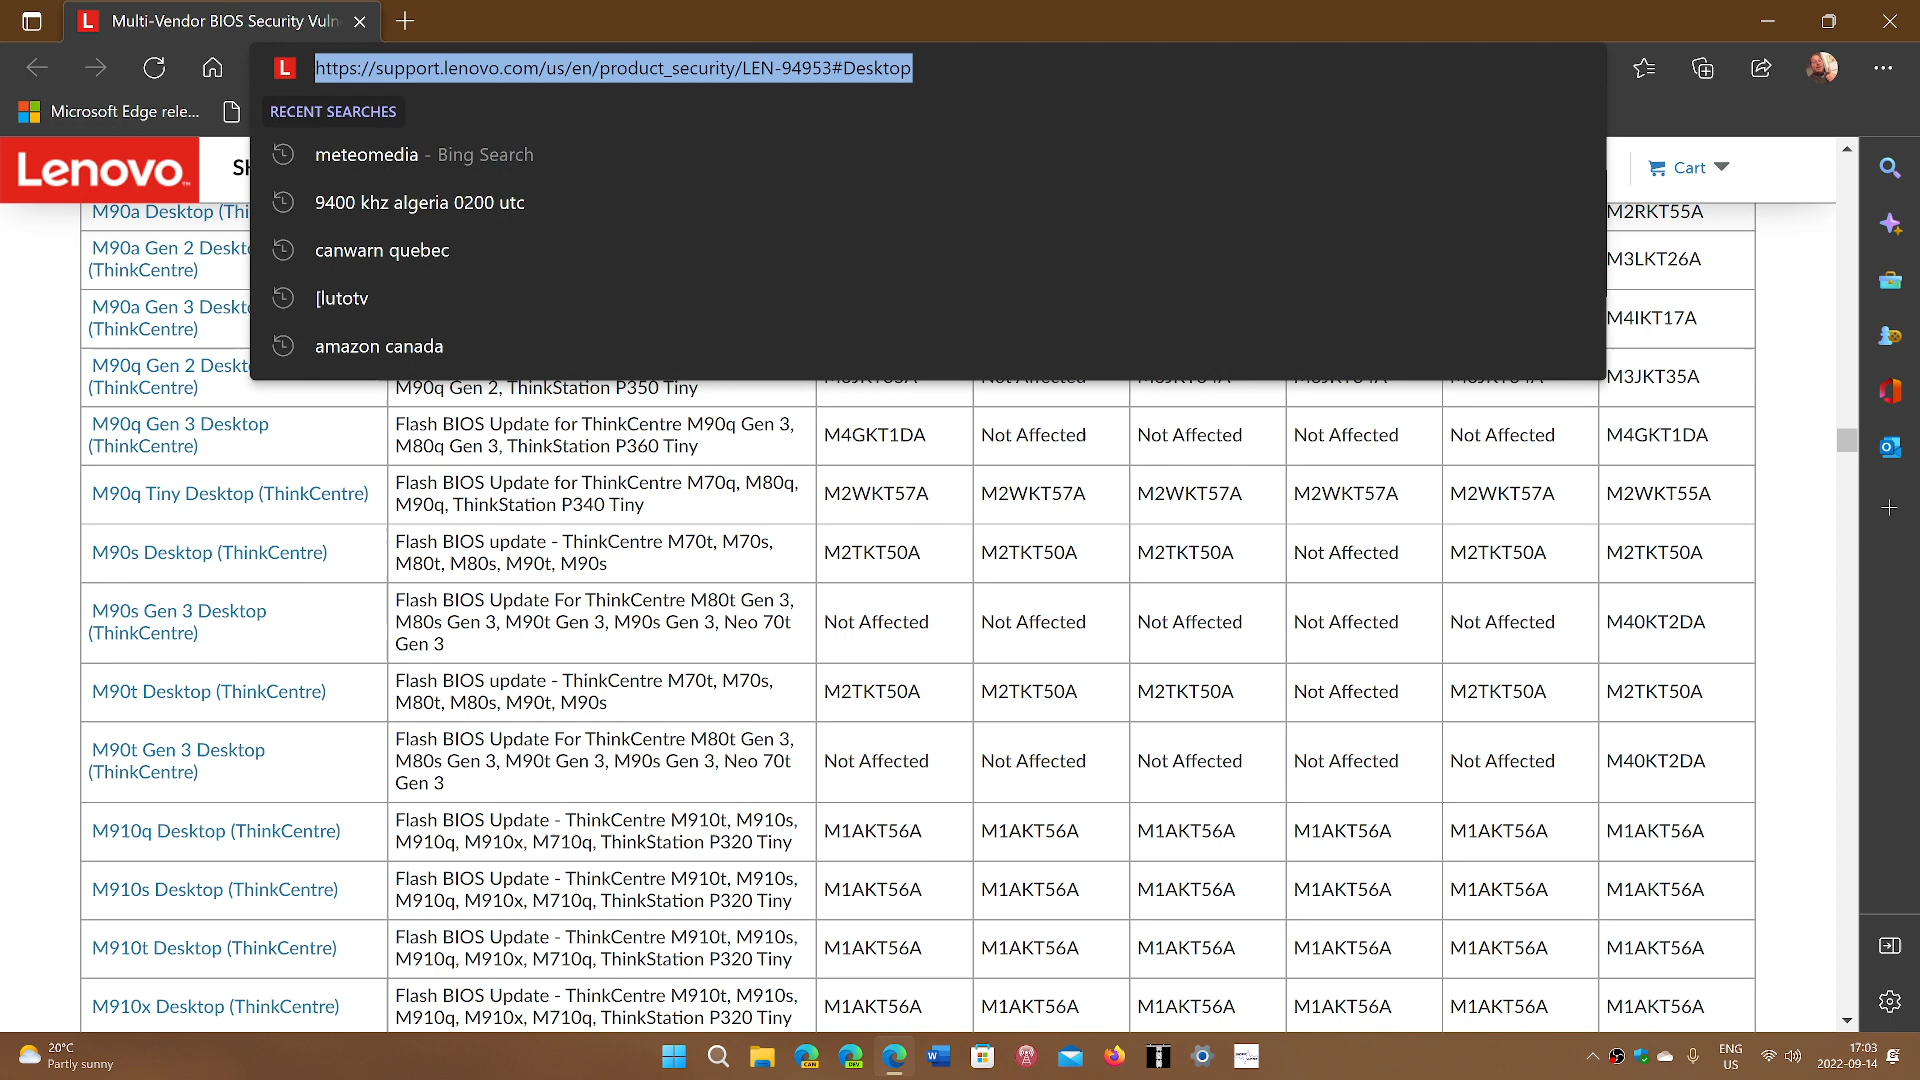 Multi-Vendor BIOS Security Vuln
https://support.lenovo.com/us/en/product_security/LEN-94953#Desktop
Microsoft Edge rele...
RECENT SEARCHES
meteomedia - Bing Search
9400 khz algeria 0200 utc
canwarn quebec
[lutotv
amazon canada
Lenovo
SH
Cart
M90a Desktop (Thi
M2RKT55A
M90a Gen 2 Deskto
(ThinkCentre)
M3LKT26A
M90a Gen 3 Deskto
(ThinkCentre)
M4IKT17A
M90q Gen 2 Deskto
(ThinkCentre)
M90q Gen 2, ThinkStation P350 Tiny
M3JKT35A
M90q Gen 3 Desktop
(ThinkCentre)
Flash BIOS Update for ThinkCentre M90q Gen 3,
M80q Gen 3, ThinkStation P360 Tiny
M4GKT1DA Not Affected Not Affected Not Affected Not Affected M4GKT1DA
M90q Tiny Desktop (ThinkCentre)
Flash BIOS Update for ThinkCentre M70q, M80q,
M90q, ThinkStation P340 Tiny
M2WKT57A M2WKT57A M2WKT57A M2WKT57A M2WKT57A M2WKT55A
M90s Desktop (ThinkCentre)
Flash BIOS update - ThinkCentre M70t, M70s,
M80t, M80s, M90t, M90s
M2TKT50A M2TKT50A M2TKT50A Not Affected M2TKT50A M2TKT50A
M90s Gen 3 Desktop
(ThinkCentre)
Flash BIOS Update For ThinkCentre M80t Gen 3,
M80s Gen 3, M90t Gen 3, M90s Gen 3, Neo 70t
Gen 3
Not Affected Not Affected Not Affected Not Affected Not Affected M40KT2DA
M90t Desktop (ThinkCentre)
Flash BIOS update - ThinkCentre M70t, M70s,
M80t, M80s, M90t, M90s
M2TKT50A M2TKT50A M2TKT50A Not Affected M2TKT50A M2TKT50A
M90t Gen 3 Desktop
(ThinkCentre)
Flash BIOS Update For ThinkCentre M80t Gen 3,
M80s Gen 3, M90t Gen 3, M90s Gen 3, Neo 70t
Gen 3
Not Affected Not Affected Not Affected Not Affected Not Affected M40KT2DA
M910q Desktop (ThinkCentre)
Flash BIOS Update - ThinkCentre M910t, M910s,
M910q, M910x, M710q, ThinkStation P320 Tiny
M1AKT56A M1AKT56A M1AKT56A M1AKT56A M1AKT56A M1AKT56A
M910s Desktop (ThinkCentre)
Flash BIOS Update - ThinkCentre M910t, M910s,
M910q, M910x, M710q, ThinkStation P320 Tiny
M1AKT56A M1AKT56A M1AKT56A M1AKT56A M1AKT56A M1AKT56A
M910t Desktop (ThinkCentre)
Flash BIOS Update - ThinkCentre M910t, M910s,
M910q, M910x, M710q, ThinkStation P320 Tiny
M1AKT56A M1AKT56A M1AKT56A M1AKT56A M1AKT56A M1AKT56A
M910x Desktop (ThinkCentre)
Flash BIOS Update - ThinkCentre M910t, M910s,
M910q, M910x, M710q, ThinkStation P320 Tiny
M1AKT56A M1AKT56A M1AKT56A M1AKT56A M1AKT56A M1AKT56A
20°C
Partly sunny
CAN
DEV
ENG
US
17:03
2022-09-14